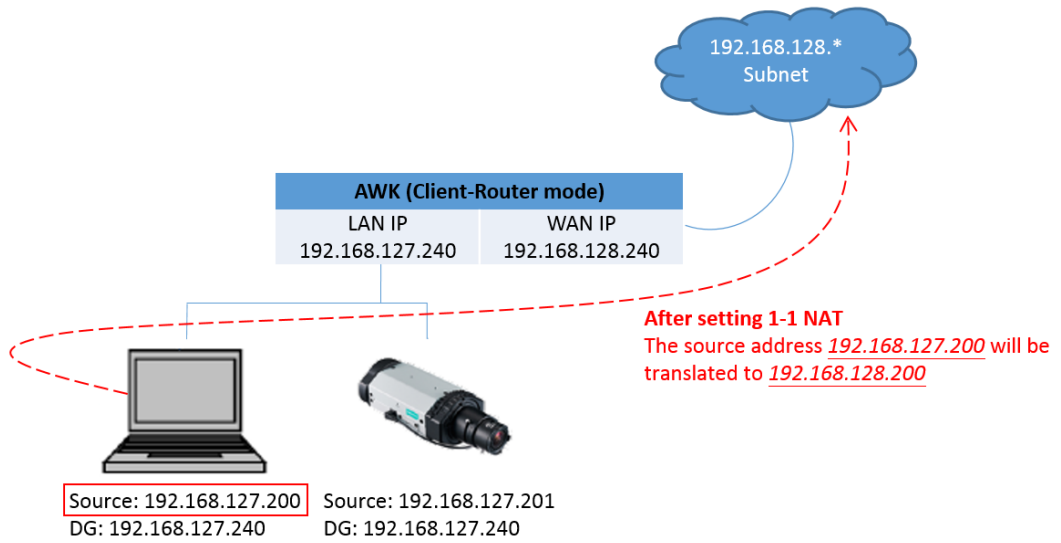 192.168.128.*
Subnet
AWK (Client-Router mode)
LAN IP
192.168.127.240
WAN IP
192.168.128.240
After setting 1-1 NAT
The source address 192.168.127.200 will be
translated to 192.168.128.200
Source: 192.168.127.200
DG: 192.168.127.240
Source: 192.168.127.201
DG: 192.168.127.240